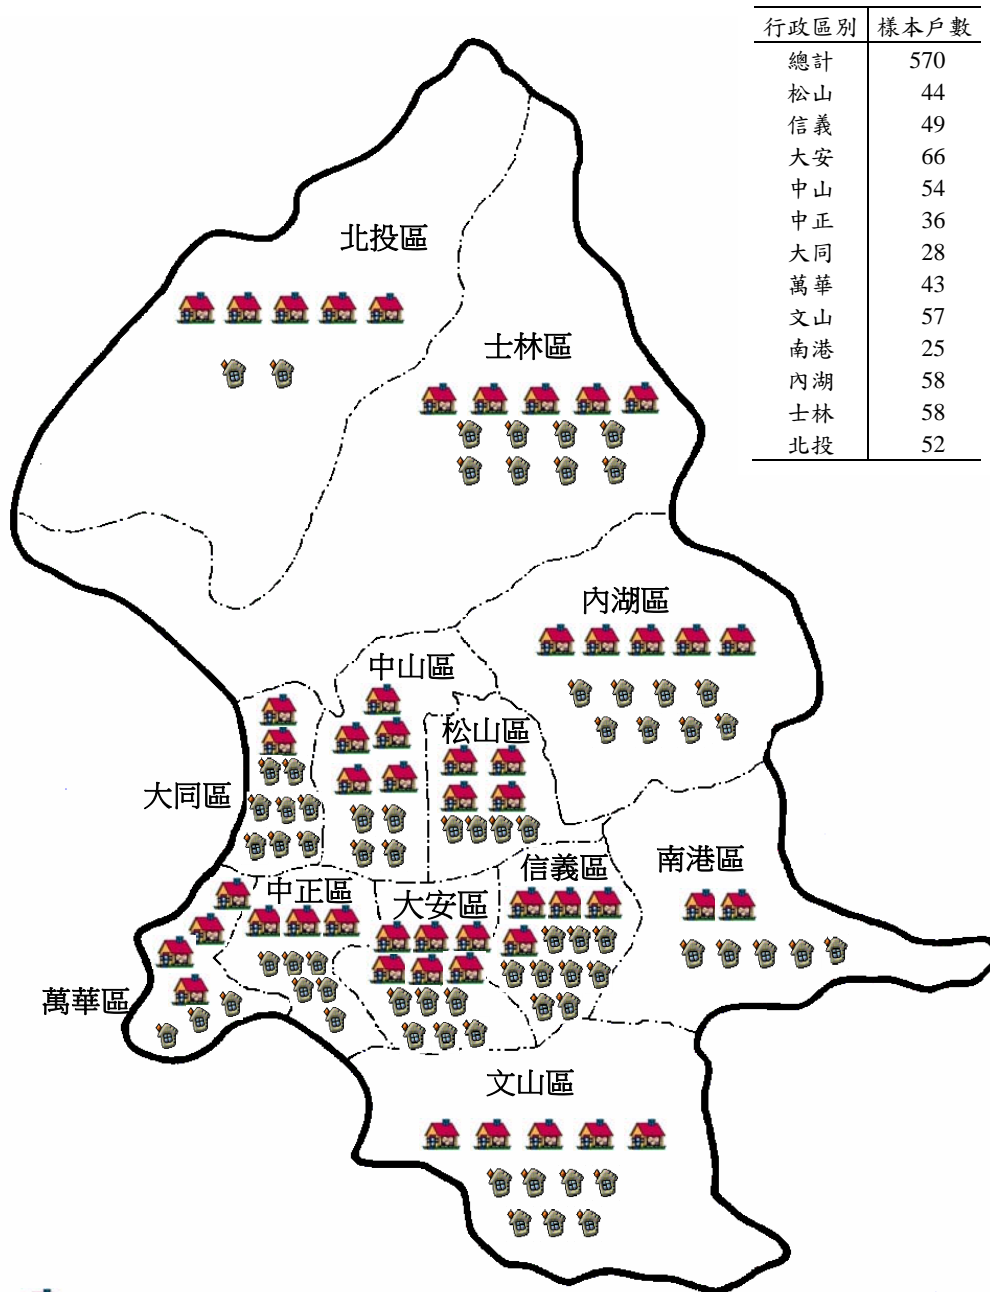 行政區別 樣本戶數
總計 570
松山 44
信義 49
大安 66
中山 54
中正 36
大同 28
萬華 43
文山 57
南港 25
內湖 58
士林 58
北投 52
北投區
士林區
內湖區
中山區
松山區
大同區
信義區
南港區
中正區
大安區
萬華區
文山區